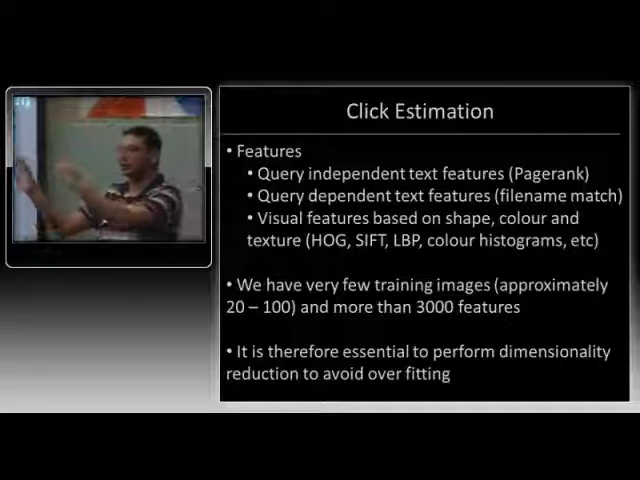 Click Estimation
• Features
• Query independent text features (Pagerank)
• Query dependent text features (filename match)
• Visual features based on shape, colour and
texture (HOG, SIFT, LBP, colour histograms, etc)
• We have very few training images (approximately
20 – 100) and more than 3000 features
• It is therefore essential to perform dimensionality
reduction to avoid over fitting